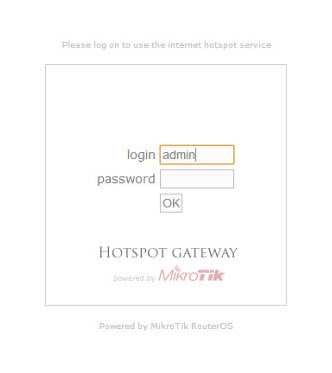 Please log on to use the internet hotspot service
login admin
password
OK
HOTSPOT GATEWAY
powered by MikroTik
Powered by MikroTik RouterOS